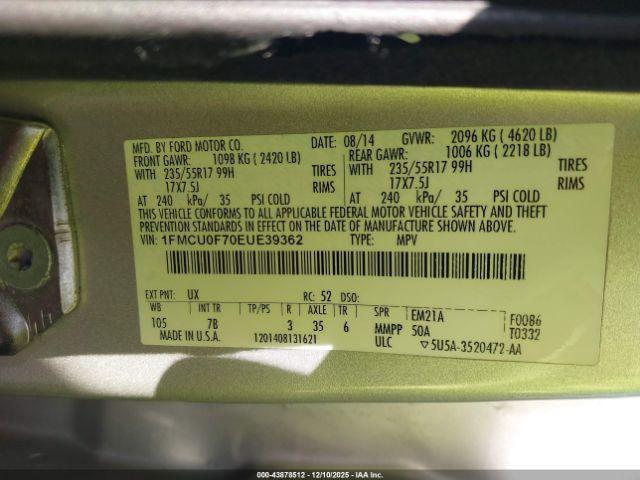 MFD. BY FORD MOTOR CO. DATE: 08/14 GVWR: 2096 KG ( 4620 LB)
FRONT GAWR: 1098 KG ( 2420 LB) REAR GAWR: 1006 KG ( 2218 LB)
WITH 235/55R17 99H TIRES WITH 235/55R17 99H TIRES
17X7.5J RIMS 17X7.5J RIMS
AT 240 kPa/ 35 PSI COLD AT 240 kPa/ 35 PSI COLD
THIS VEHICLE CONFORMS TO ALL APPLICABLE FEDERAL MOTOR VEHICLE SAFETY AND THEFT
PREVENTION STANDARDS IN EFFECT ON THE DATE OF MANUFACTURE SHOWN ABOVE.
VIN: 1FMCU0F70EUE39362 TYPE: MPV
EXT PNT: UX RC: 52 DSO:
WB INT TR TP/PS R AXLE TR SPR EM21A F0086
105 7B 3 35 6 MMPP 50A T0332
MADE IN U.S.A. 1201408131621 ULC ▽5U5A-3520472-AA
000-43878512 - 12/10/2025 - IAA Inc.